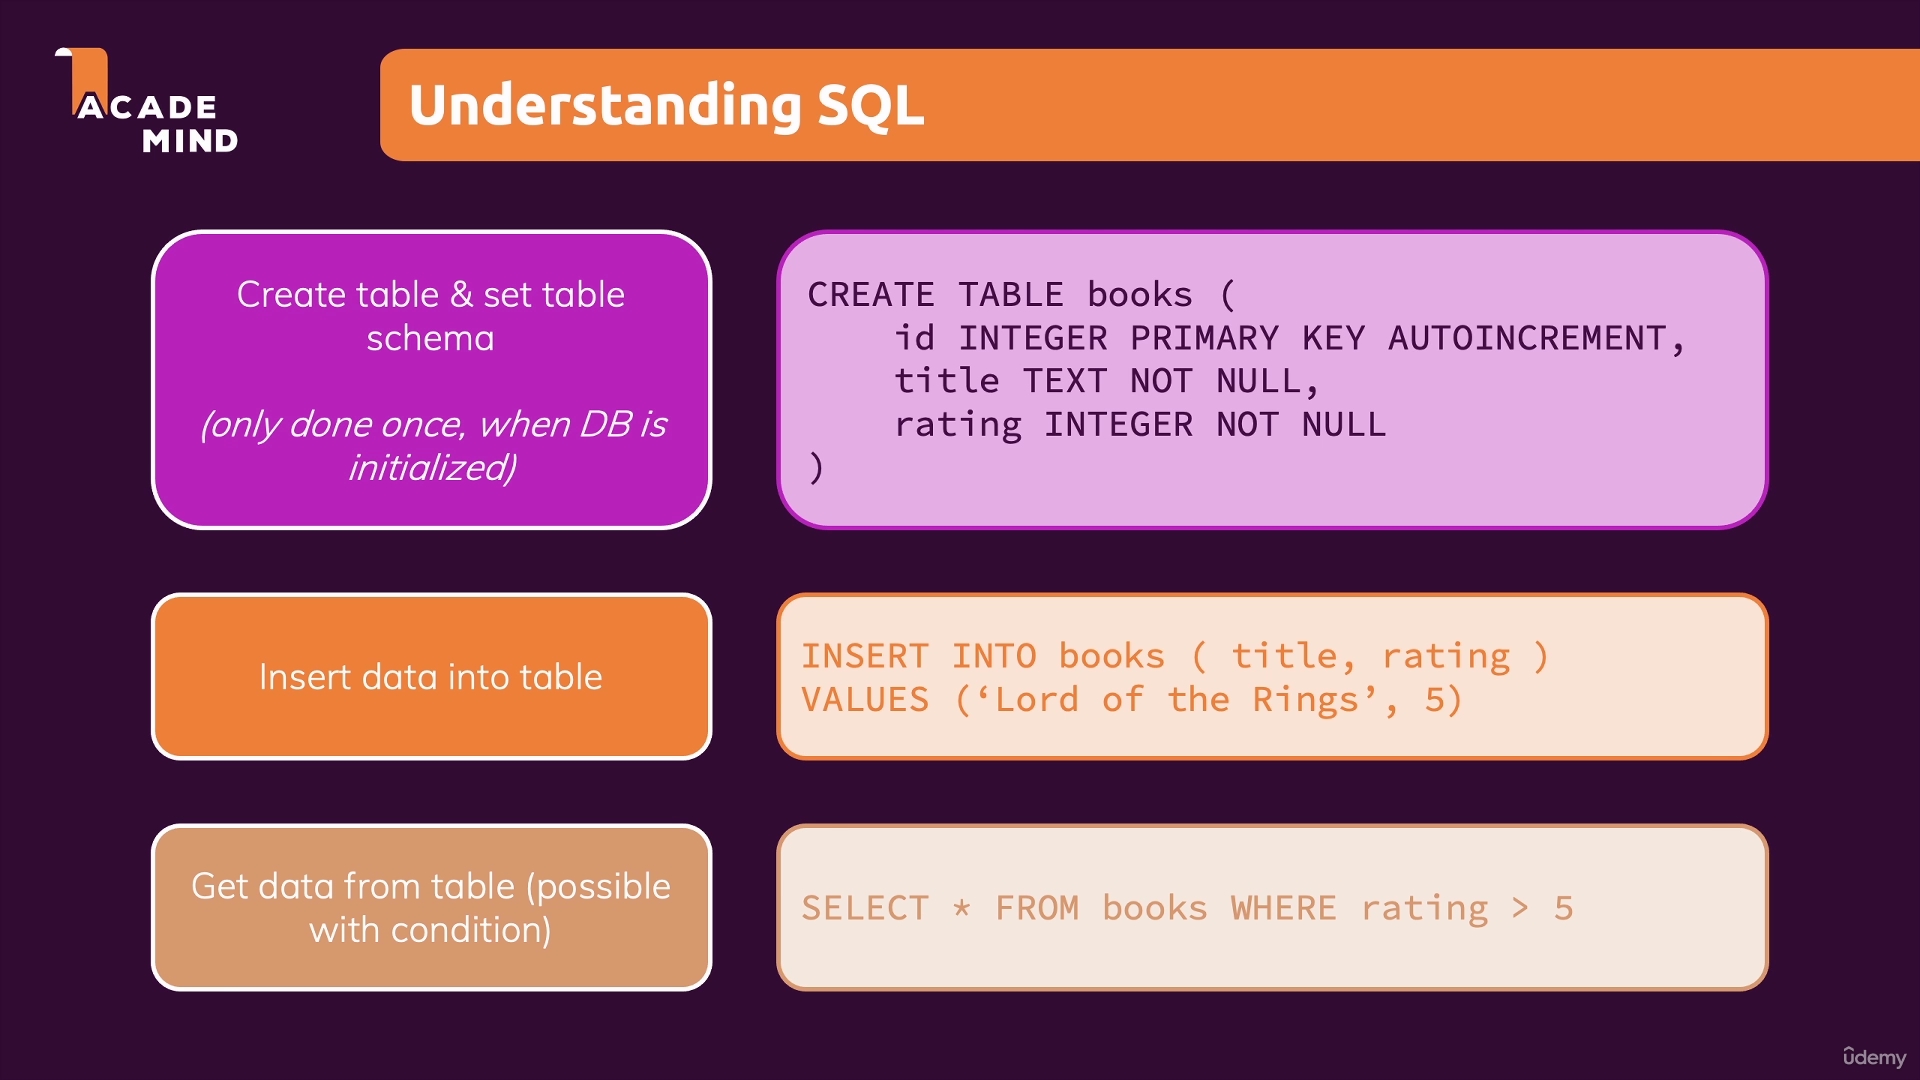 ACADE
MIND
Understanding SQL
Create table & set table
schema
(only done once, when DB is
initialized)
CREATE TABLE books (
    id INTEGER PRIMARY KEY AUTOINCREMENT,
    title TEXT NOT NULL,
    rating INTEGER NOT NULL
)
Insert data into table
INSERT INTO books ( title, rating )
VALUES (‘Lord of the Rings’, 5)
Get data from table (possible
with condition)
SELECT * FROM books WHERE rating > 5
ûdemy